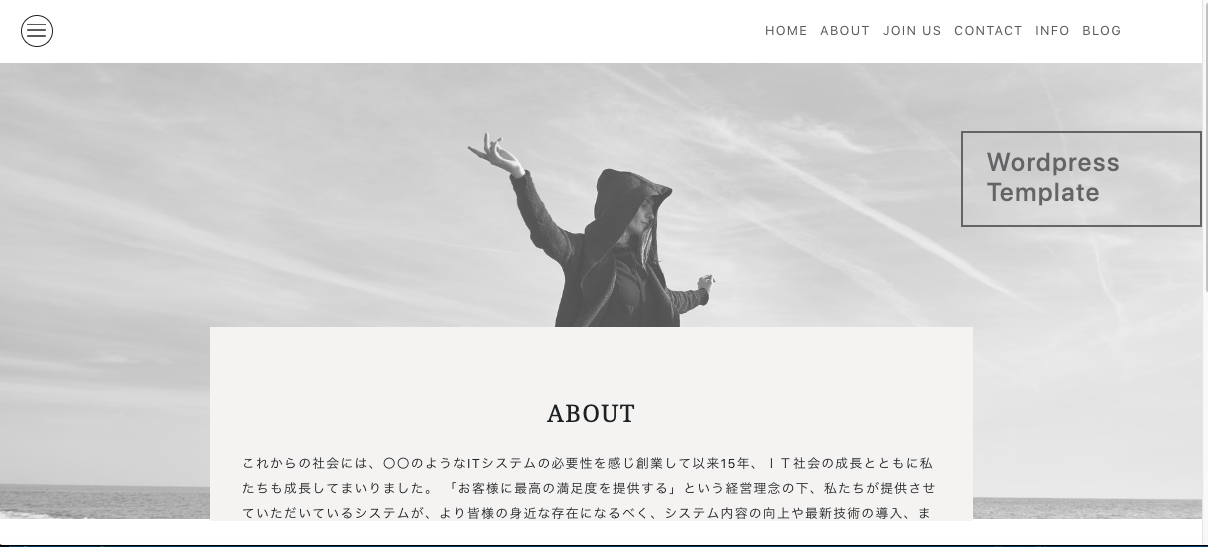 HOME ABOUT JOIN US CONTACT INFO BLOG
Wordpress
Template
ABOUT
これからの社会には、〇〇のようなITシステムの必要性を感じ創業して以来15年、ＩＴ社会の成長とともに私
たちも成長してまいりました。 「お客様に最高の満足度を提供する」という経営理念の下、私たちが提供させ
ていただいているシステムが、より皆様の身近な存在になるべく、システム内容の向上や最新技術の導入、ま